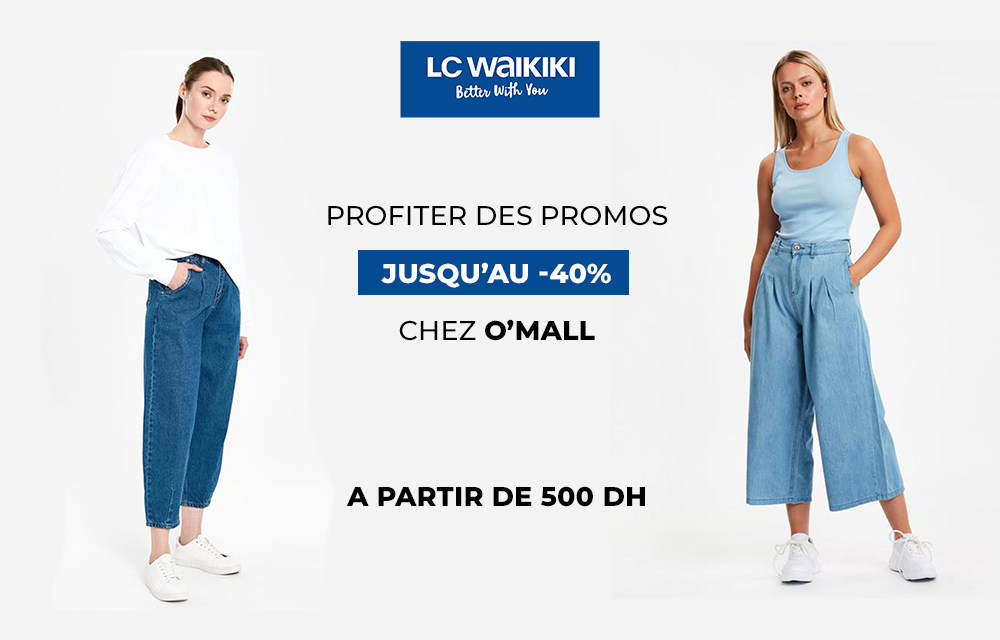 LC WAIKIKI
Better With You
PROFITER DES PROMOS
JUSQU’AU -40%
CHEZ O’MALL
A PARTIR DE 500 DH